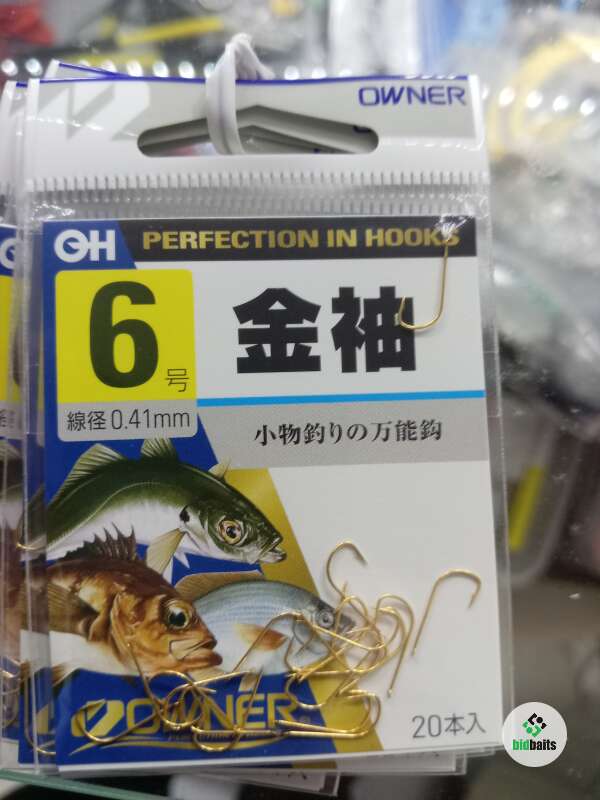 OWNER
OH PERFECTION IN HOOKS
6号
金袖
線径 0.41mm
小物釣りの万能鈎
OWNER
20本入
bidbaits